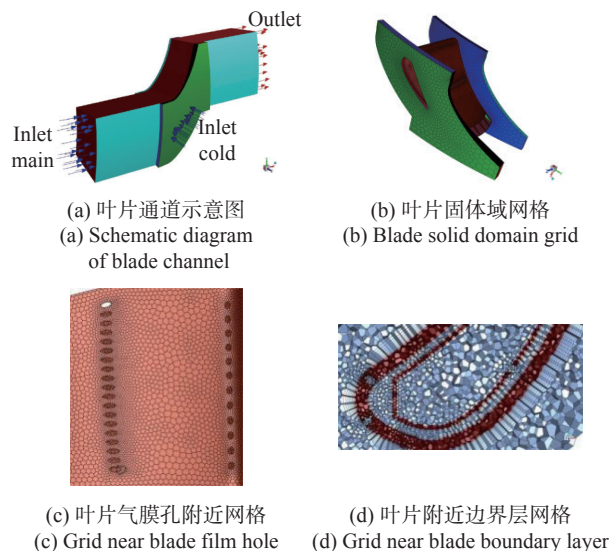 Outlet
Inlet
main
Inlet
cold
(a) 叶片通道示意图
(a) Schematic diagram
of blade channel
(b) 叶片固体域网格
(b) Blade solid domain grid
(c) 叶片气膜孔附近网格
(c) Grid near blade film hole
(d) 叶片附近边界层网格
(d) Grid near blade boundary layer